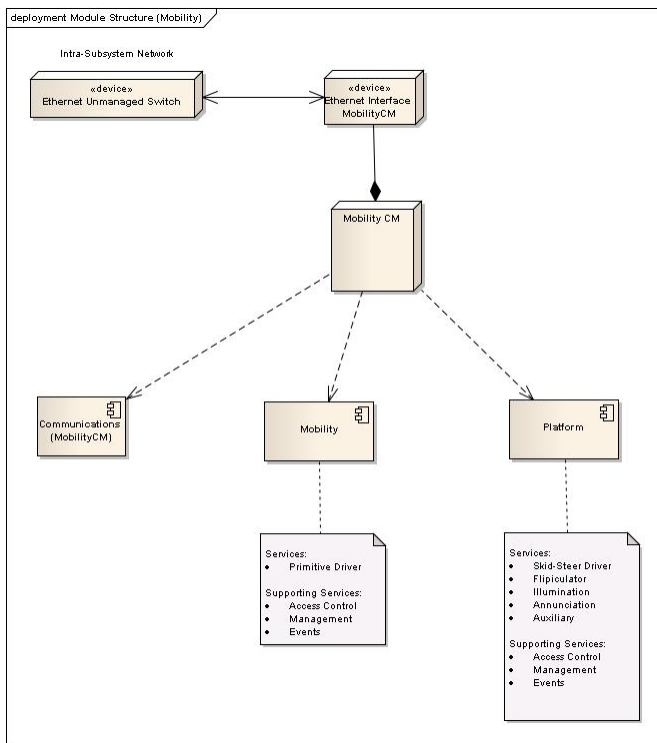 deployment Module Structure (Mobility)
Intra-Subsystem Network
«device»
Ethernet Unmanaged Switch
«device»
Ethernet Interface
MobilityCM
Mobility CM
Communications
(MobilityCM)
Mobility
Platform
Services:
• Primitive Driver
Supporting Services:
• Access Control
• Management
• Events
Services:
• Skid-Steer Driver
• Flipiculator
• Illumination
• Annunciation
• Auxiliary
Supporting Services:
• Access Control
• Management
• Events